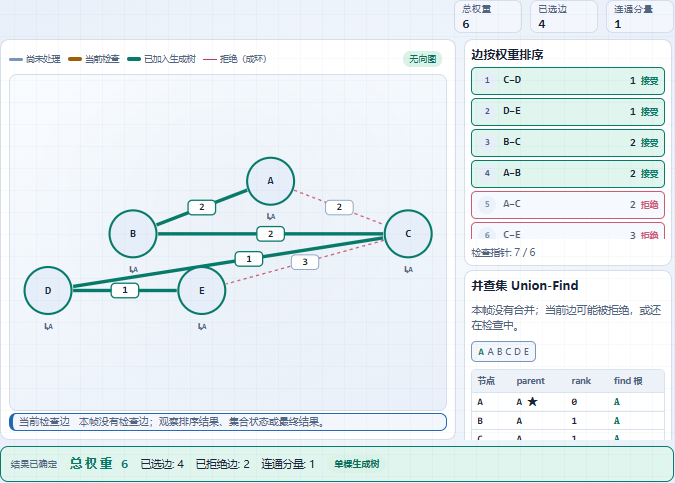 总权重
6
已选边
4
连通分量
1
尚未处理
当前检查
已加入生成树
拒绝（成环）
无向图
A
B
C
D
E
2
2
2
1
3
1
当前检查边 本帧没有检查边；观察排序结果、集合状态或最终结果。
边按权重排序
1 C–D 1 接受
2 D–E 1 接受
3 B–C 2 接受
4 A–B 2 接受
5 A–C 2 拒绝
6 C–E 3 拒绝
检查指针: 7 / 6
并查集 Union-Find
本帧没有合并；当前边可能被拒绝，或还
在检查中。
A A B C D E
节点 parent rank find 根
A A ★ 0 A
B A 1 A
C A 1 A
结果已确定 总权重 6 已选边: 4 已拒绝边: 2 连通分量: 1 单棵生成树